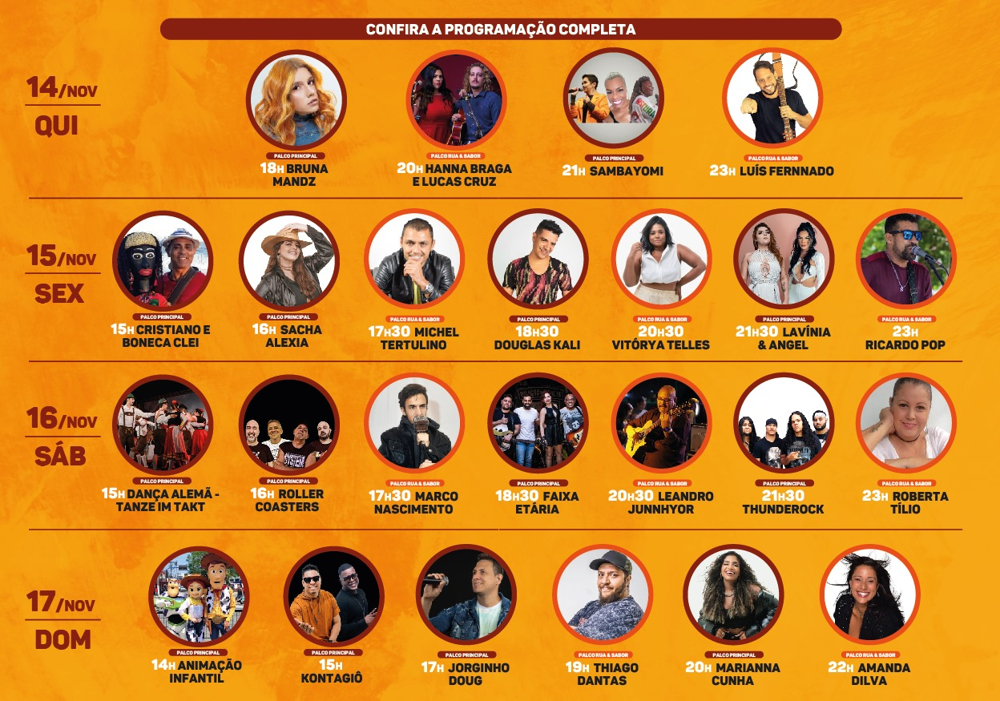 CONFIRA A PROGRAMAÇÃO COMPLETA
14/NOV
QUI
PALCO PRINCIPAL
18H BRUNA
MANDZ
PALCO RUA & SABOR
20H HANNA BRAGA
E LUCAS CRUZ
PALCO PRINCIPAL
21H SAMBAYOMI
PALCO RUA & SABOR
23H LUÍS FERNNADO
15/NOV
SEX
PALCO PRINCIPAL
15H CRISTIANO E
BONECA CLEI
PALCO PRINCIPAL
16H SACHA
ALEXIA
PALCO RUA & SABOR
17H30 MICHEL
TERTULINO
PALCO PRINCIPAL
18H30
DOUGLAS KALI
PALCO RUA & SABOR
20H30
VITÓRYA TELLES
PALCO PRINCIPAL
21H30 LAVÍNIA
& ANGEL
PALCO RUA & SABOR
23H
RICARDO POP
16/NOV
SÁB
PALCO PRINCIPAL
15H DANÇA ALEMÃ -
TANZE IM TAKT
PALCO PRINCIPAL
16H ROLLER
COASTERS
PALCO RUA & SABOR
17H30 MARCO
NASCIMENTO
PALCO PRINCIPAL
18H30 FAIXA
ETÁRIA
PALCO RUA & SABOR
20H30 LEANDRO
JUNNHYOR
PALCO PRINCIPAL
21H30
THUNDEROCK
PALCO RUA & SABOR
23H ROBERTA
TÍLIO
17/NOV
DOM
PALCO PRINCIPAL
14H ANIMAÇÃO
INFANTIL
PALCO PRINCIPAL
15H
KONTAGIÔ
PALCO PRINCIPAL
17H JORGINHO
DOUG
PALCO RUA & SABOR
19H THIAGO
DANTAS
PALCO PRINCIPAL
20H MARIANNA
CUNHA
PALCO RUA & SABOR
22H AMANDA
DILVA